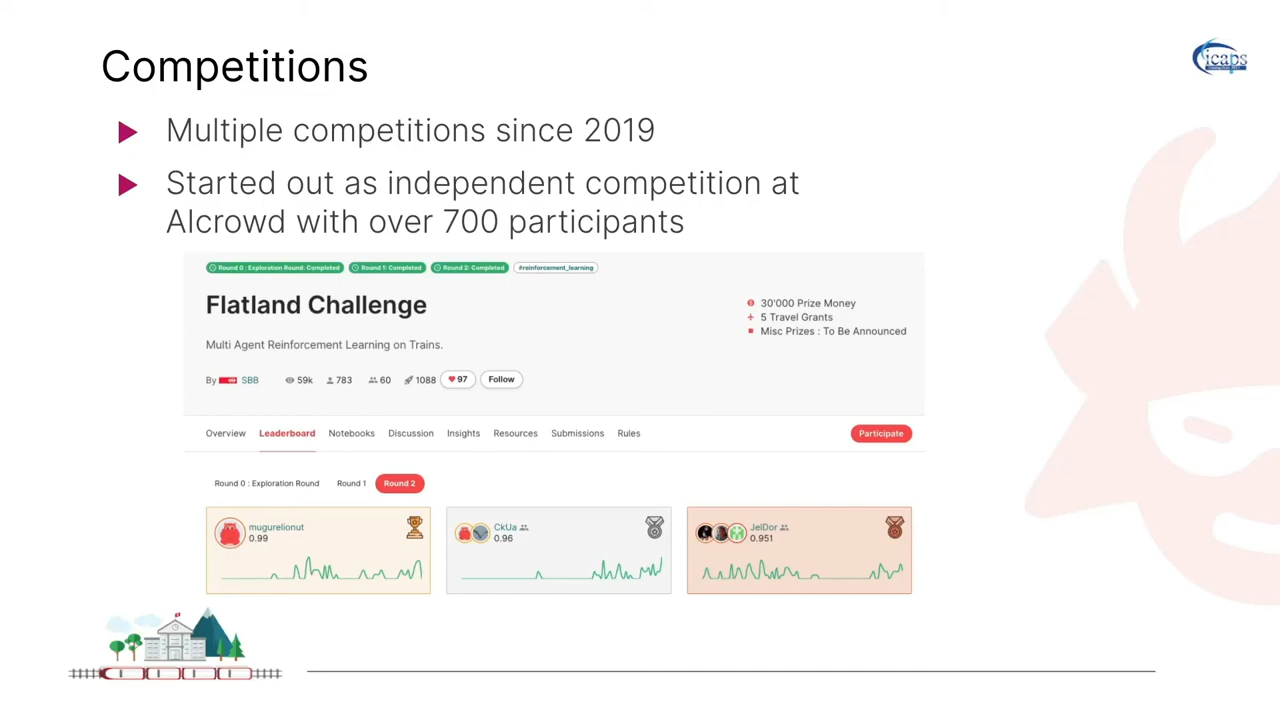 Competitions
icaps
Multiple competitions since 2019
Started out as independent competition at
AIcrowd with over 700 participants
Round 0 : Exploration Round: Completed Round 1: Completed Round 2: Completed #reinforcement_learning
Flatland Challenge
30'000 Prize Money
5 Travel Grants
Misc Prizes : To Be Announced
Multi Agent Reinforcement Learning on Trains.
By SBB 59k 783 60 1088 97 Follow
Overview Leaderboard Notebooks Discussion Insights Resources Submissions Rules Participate
Round 0 : Exploration Round Round 1 Round 2
mugurelionut
0.99
CkUa
0.96
JelDor
0.951